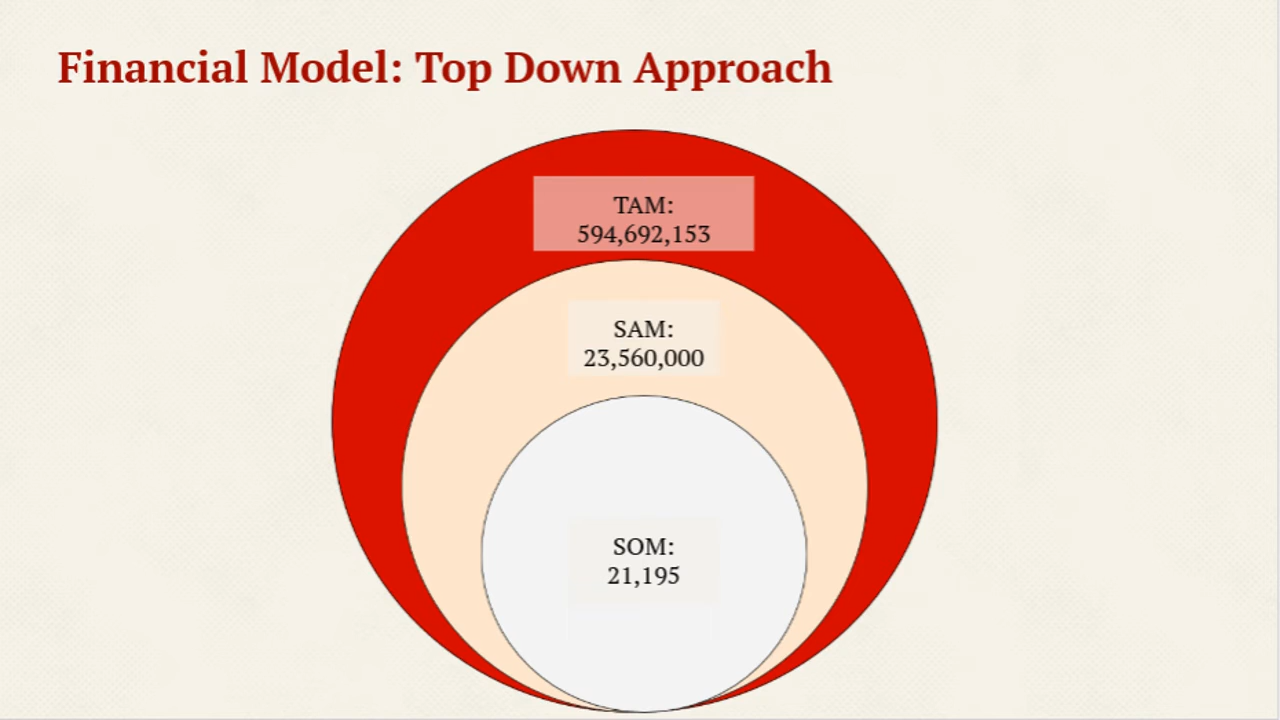 Financial Model: Top Down Approach
TAM:
594,692,153
SAM:
23,560,000
SOM:
21,195